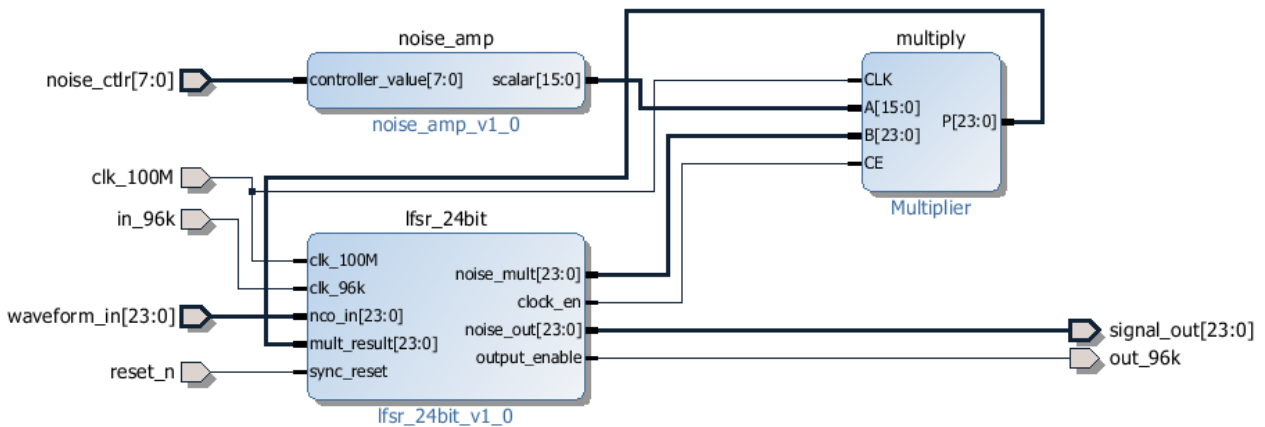 noise_amp
multiply
noise_ctlr[7:0]
controller_value[7:0]
scalar[15:0]
noise_amp_v1_0
CLK
A[15:0]
B[23:0]
CE
P[23:0]
Multiplier
clk_100M
in_96k
waveform_in[23:0]
reset_n
lfsr_24bit
clk_100M
clk_96k
nco_in[23:0]
mult_result[23:0]
sync_reset
noise_mult[23:0]
clock_en
noise_out[23:0]
output_enable
lfsr_24bit_v1_0
signal_out[23:0]
out_96k